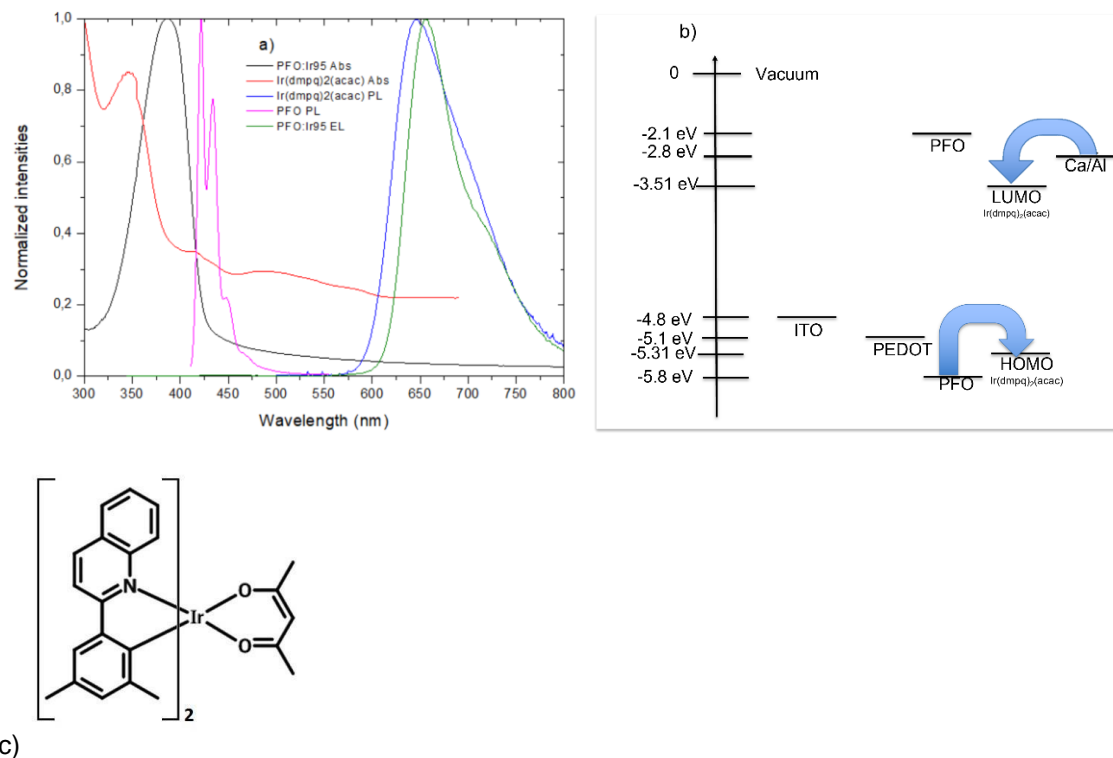 a)
PFO:Ir95 Abs
Ir(dmpq)2(acac) Abs
Ir(dmpq)2(acac) PL
PFO PL
PFO:Ir95 EL
Normalized intensities
1,0
0,8
0,6
0,4
0,2
0,0
300 350 400 450 500 550 600 650 700 750 800
Wavelength (nm)
b)
0 Vacuum
-2.1 eV
-2.8 eV
-3.51 eV
-4.8 eV
-5.1 eV
-5.31 eV
-5.8 eV
PFO
Ca/Al
LUMO
Ir(dmpq)₂(acac)
ITO
PEDOT
HOMO
Ir(dmpq)₂(acac)
PFO
N
Ir
O
O
2
c)